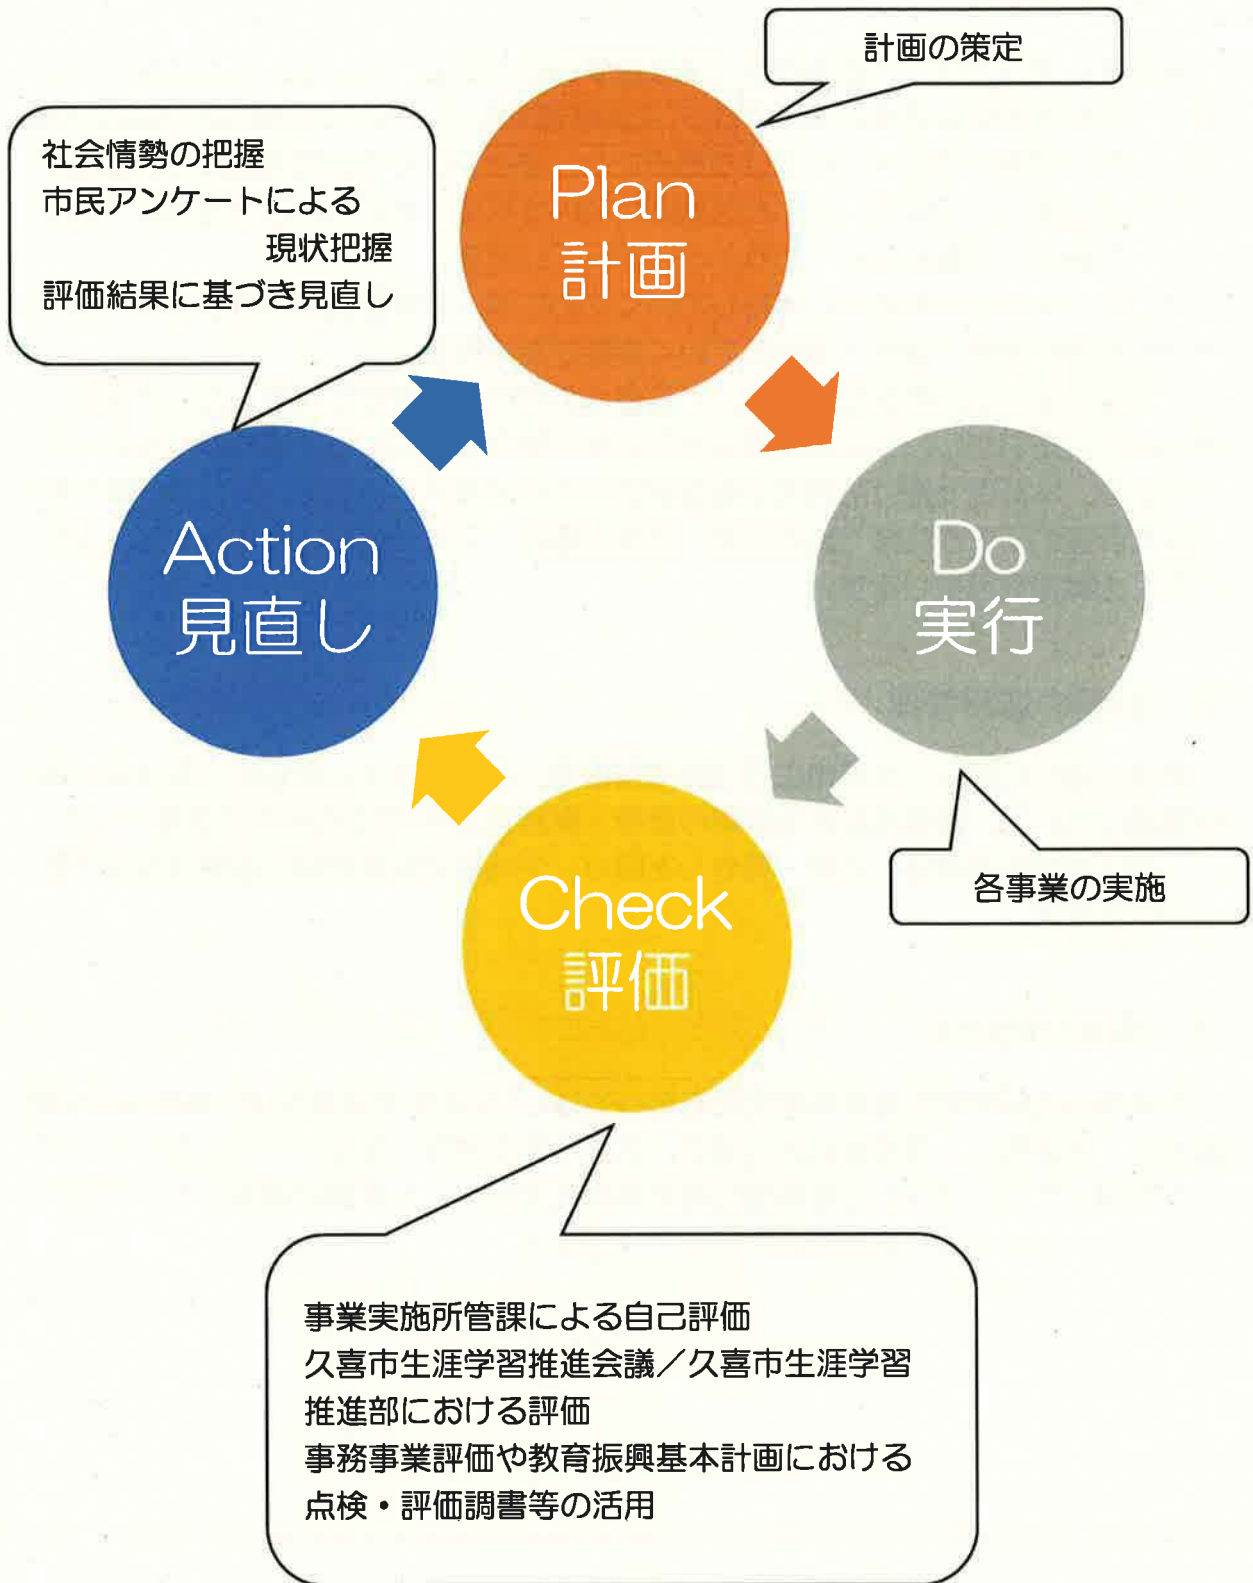 計画の策定
社会情勢の把握
市民アンケートによる
現状把握
評価結果に基づき見直し
Plan
計画
Action
見直し
Do
実行
各事業の実施
Check
評価
事業実施所管課による自己評価
久喜市生涯学習推進会議／久喜市生涯学習
推進部における評価
事務事業評価や教育振興基本計画における
点検・評価調書等の活用